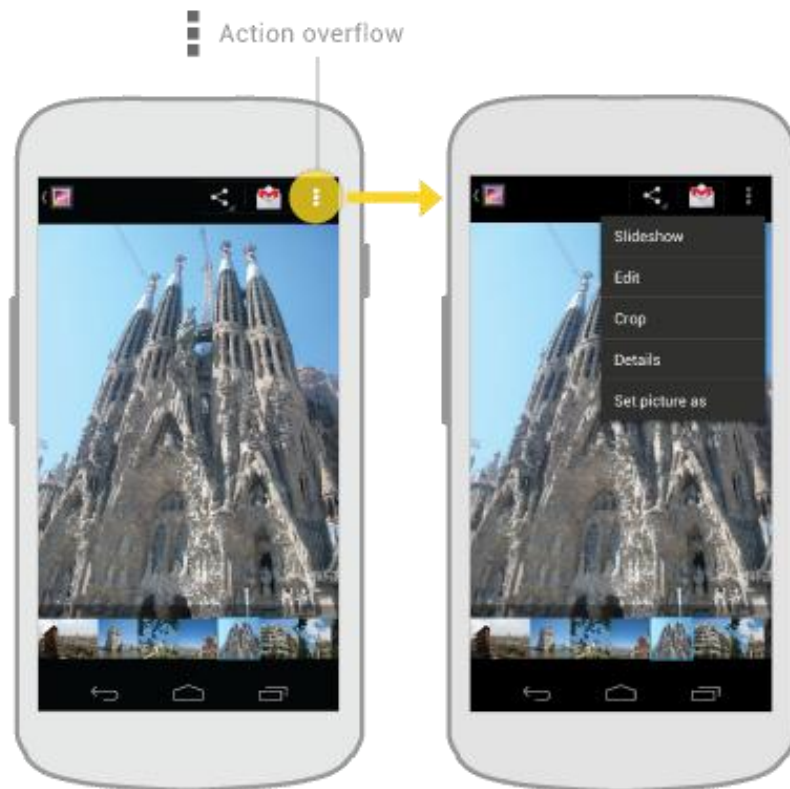 Action overflow
Slideshow
Edit
Crop
Details
Set picture as